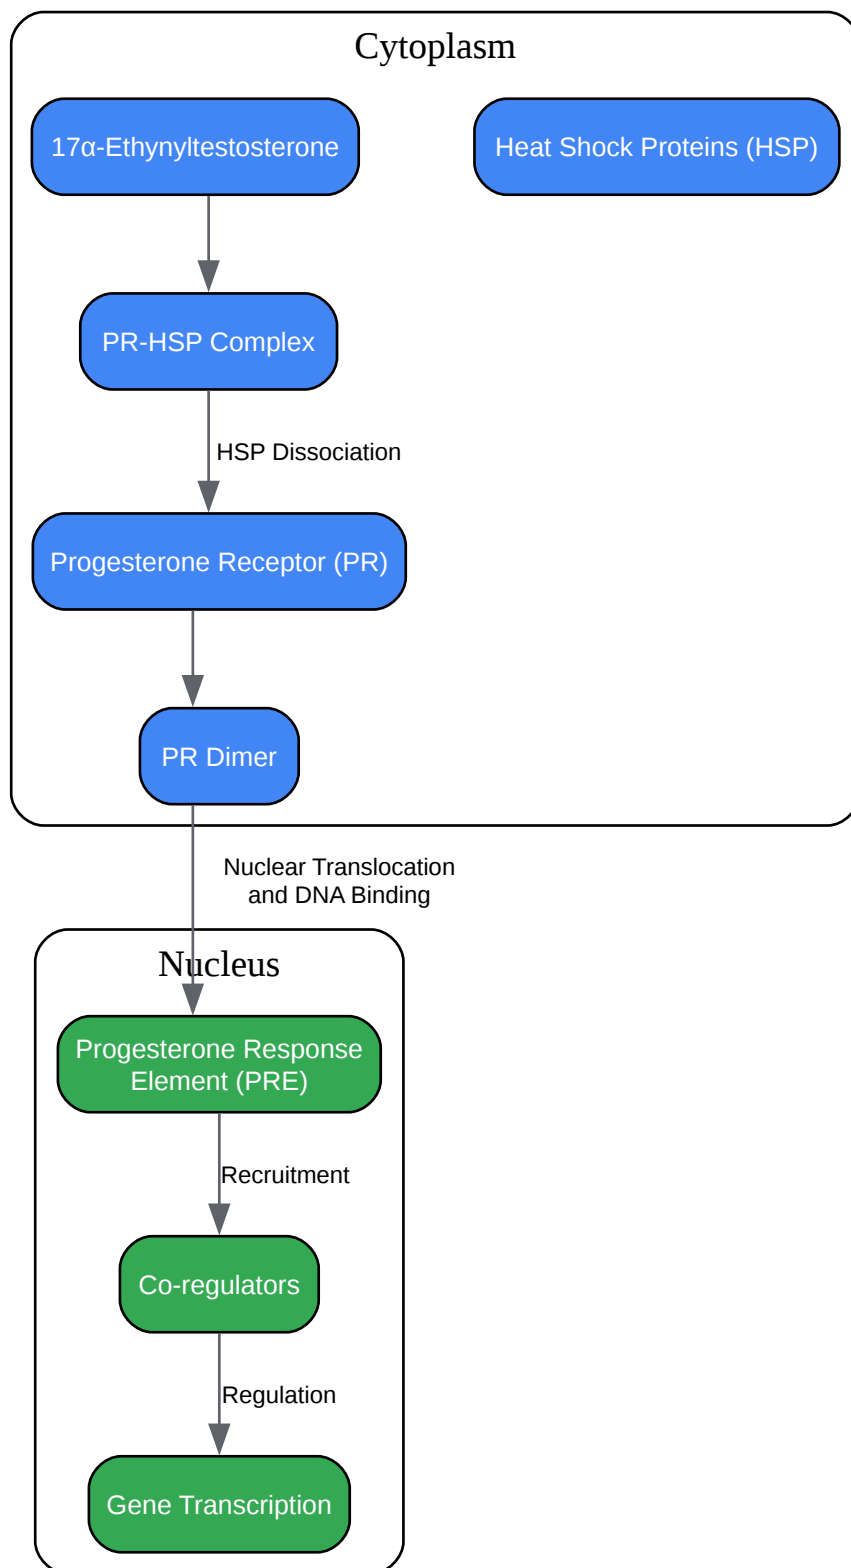 Cytoplasm
17α-Ethynyltestosterone
Heat Shock Proteins (HSP)
PR-HSP Complex
HSP Dissociation
Progesterone Receptor (PR)
PR Dimer
Nuclear Translocation
and DNA Binding
Nucleus
Progesterone Response
Element (PRE)
Recruitment
Co-regulators
Regulation
Gene Transcription